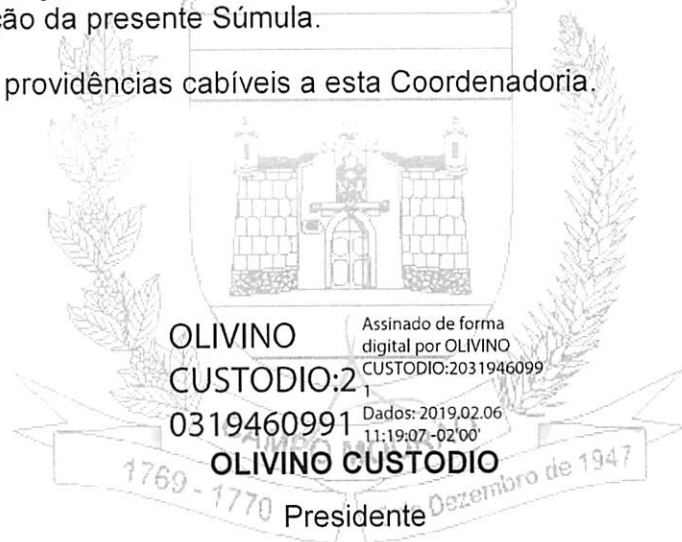 ção da presente Súmula.
providências cabíveis a esta Coordenadoria.
OLIVINO
CUSTODIO:2
0319460991
Assinado de forma
digital por OLIVINO
CUSTODIO:2031946099
1
Dados: 2019.02.06
11:19:07 -02'00'
CAMPO MOURÃO
OLIVINO CUSTODIO
1769 - 1770
Dezembro de 1947
Presidente